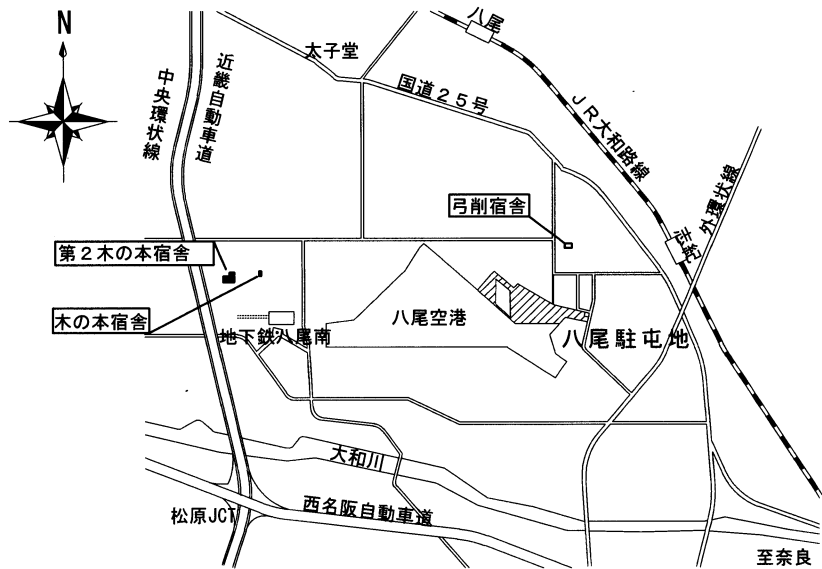 N
八尾
太子堂
近畿自動車道
中央環状線
国道25号
JR大和路線
外環状線
弓削宿舎
志紀
第2木の本宿舎
木の本宿舎
地下鉄八尾南
八尾空港
八尾駐屯地
大和川
松原JCT
西名阪自動車道
至奈良